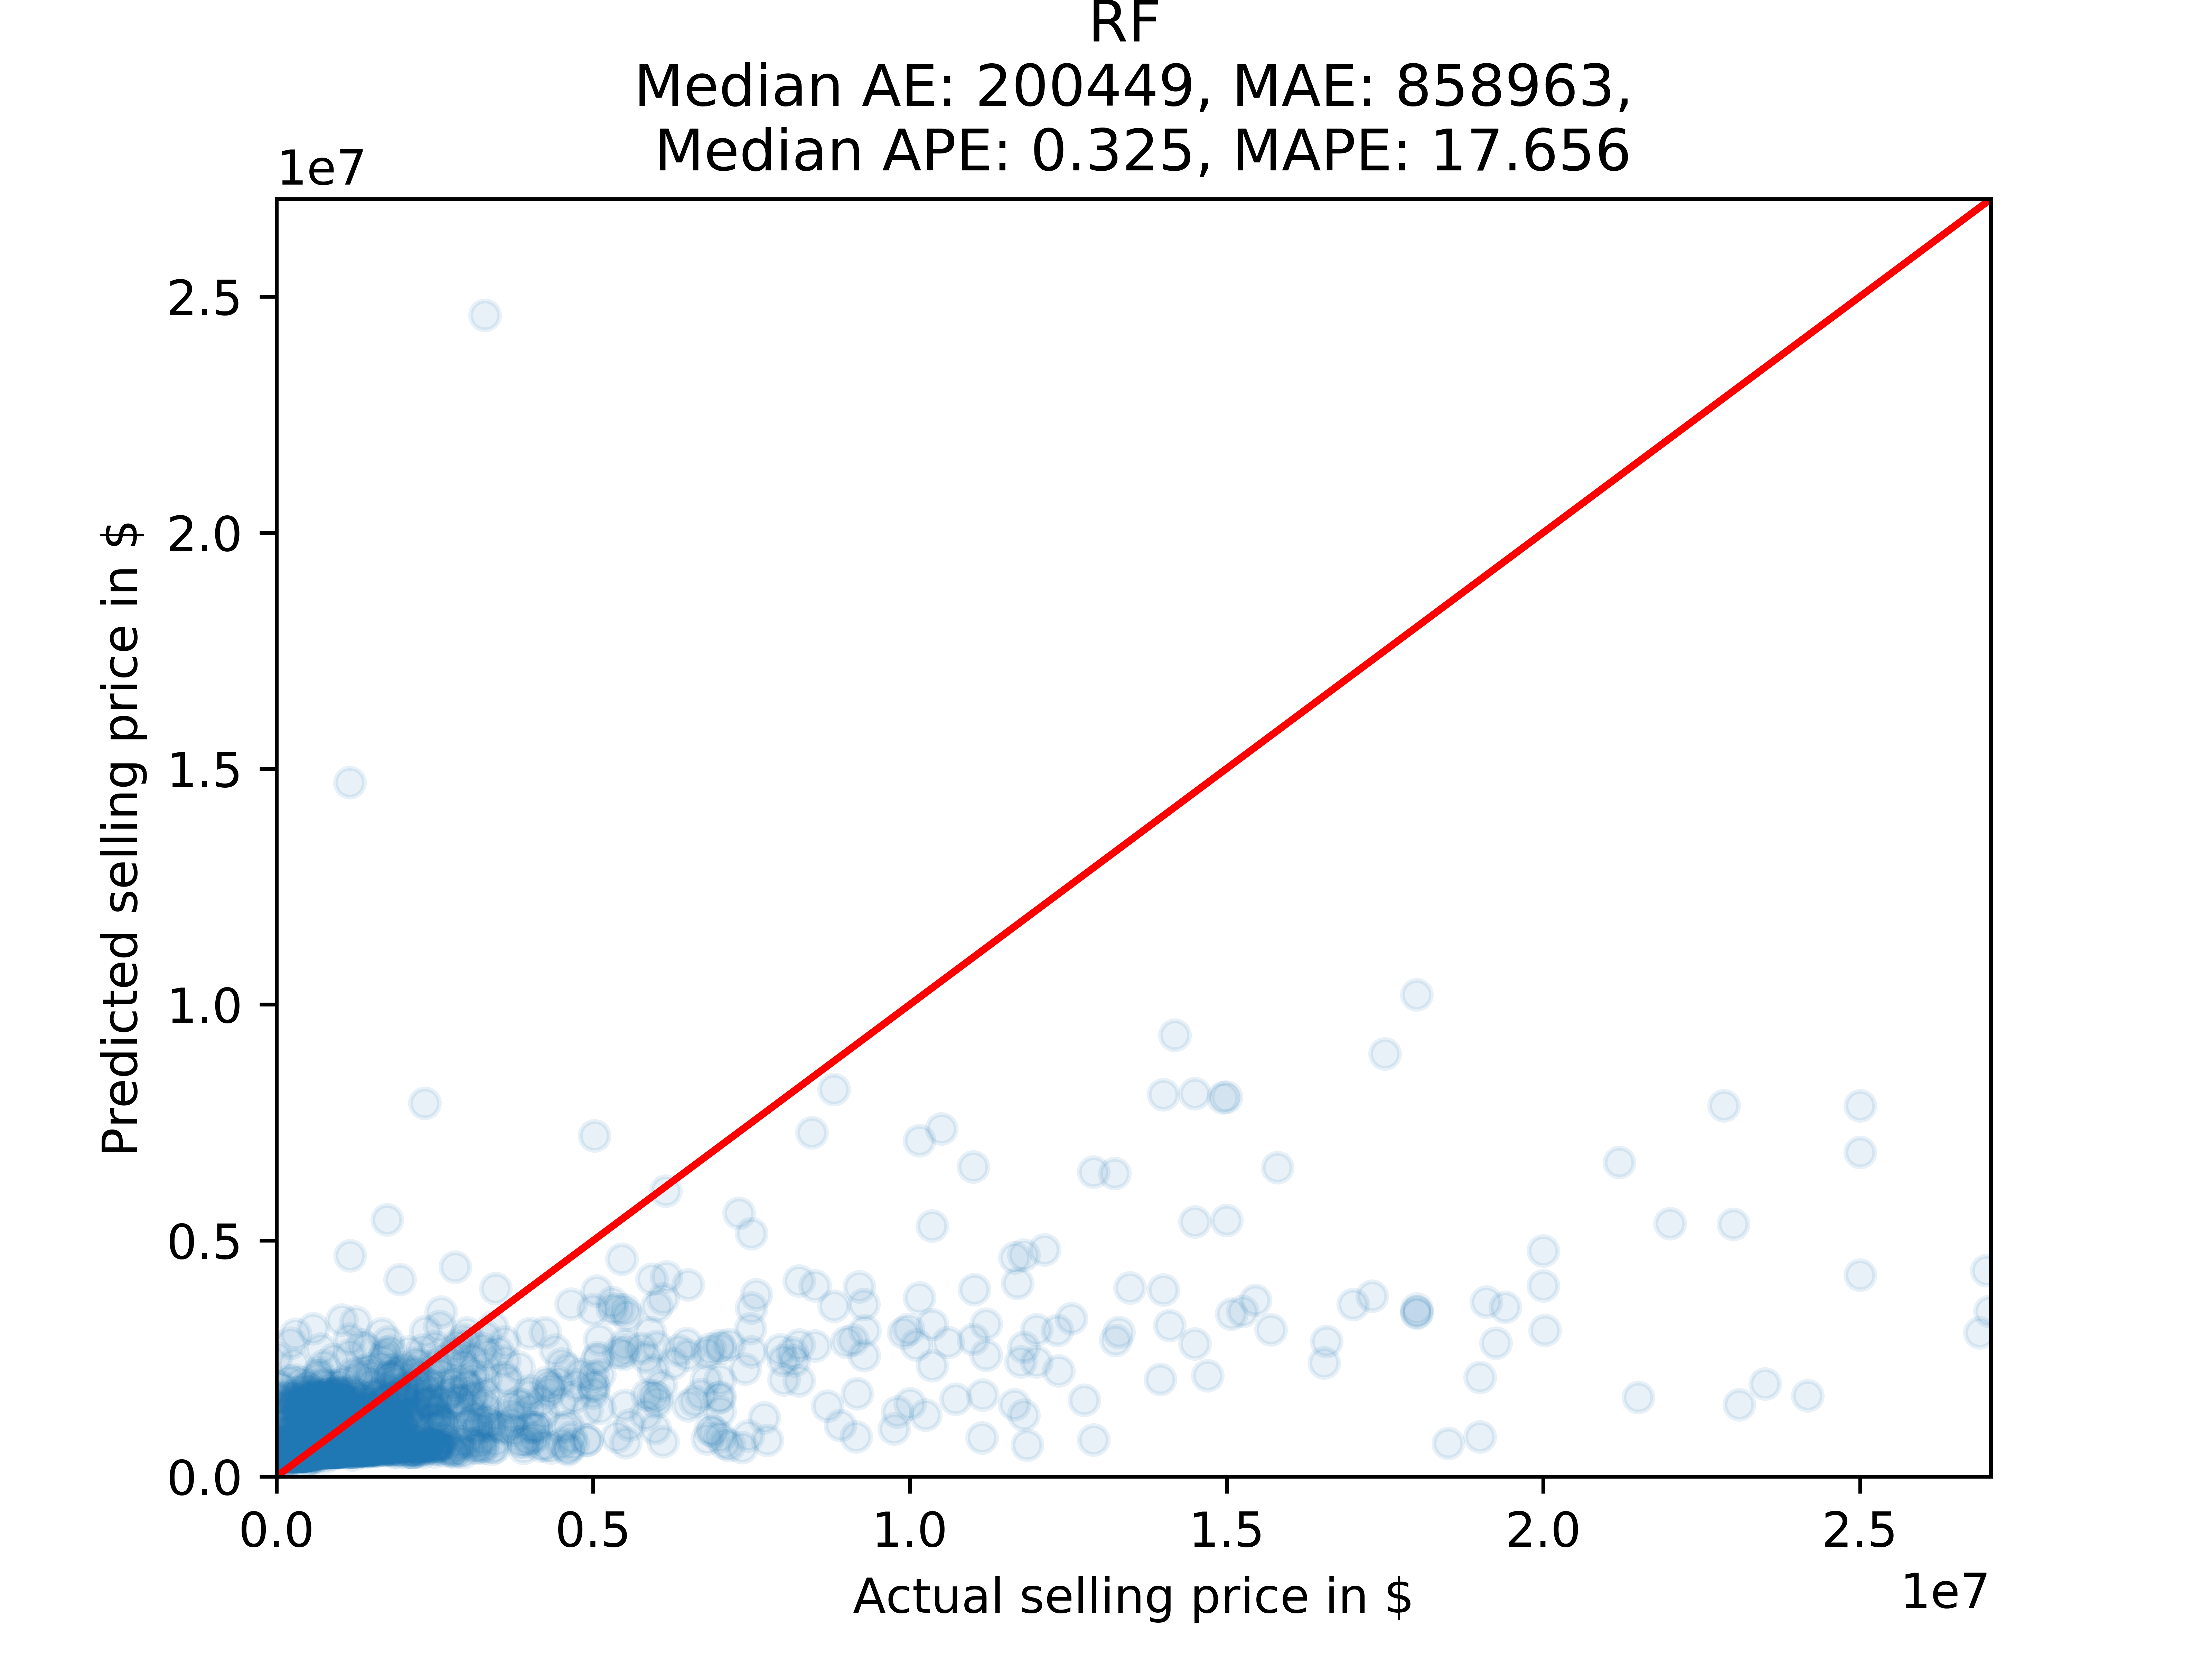 RF
Median AE: 200449, MAE: 858963,
Median APE: 0.325, MAPE: 17.656
1e7
2.5
2.0
1.5
1.0
0.5
0.0
Predicted selling price in $
0.0 0.5 1.0 1.5 2.0 2.5
1e7
Actual selling price in $